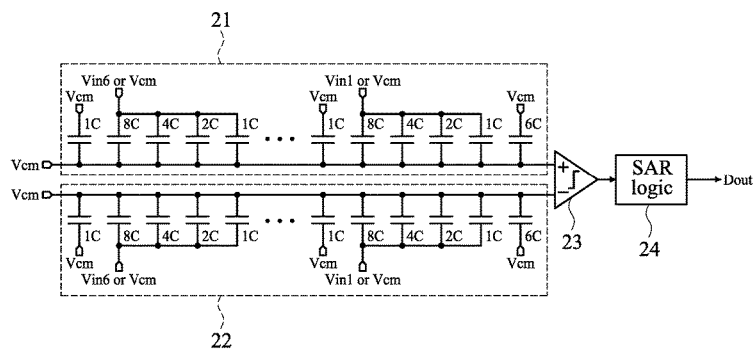 21
Vin6 or Vcm
Vin1 or Vcm
Vcm
Vcm
Vcm
1C
8C
4C
2C
1C
1C
8C
4C
2C
1C
6C
Vcm
Vcm
+
−
SAR
logic
Dout
23
24
1C
8C
4C
2C
1C
1C
8C
4C
2C
1C
6C
Vcm
Vcm
Vcm
Vin6 or Vcm
Vin1 or Vcm
22